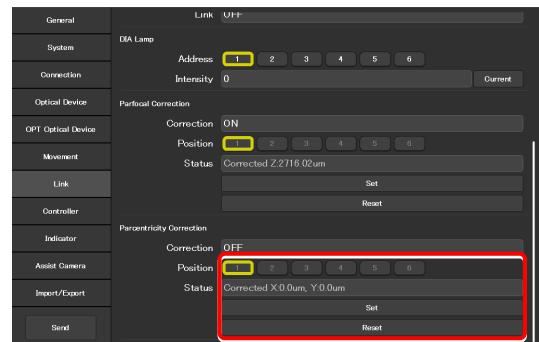 General
System
Connection
Optical Device
OPT Optical Device
Movement
Link
Controller
Indicator
Assist Camera
Import/Export
Send
Link OFF
DIA Lamp
Address 1 2 3 4 5 6
Intensity 0 Current
Parfocal Correction
Correction ON
Position 1 2 3 4 5 6
Status Corrected Z:2716.02um
Set
Reset
Parcentricity Correction
Correction OFF
Position 1 2 3 4 5 6
Status Corrected X:0.0um, Y:0.0um
Set
Reset